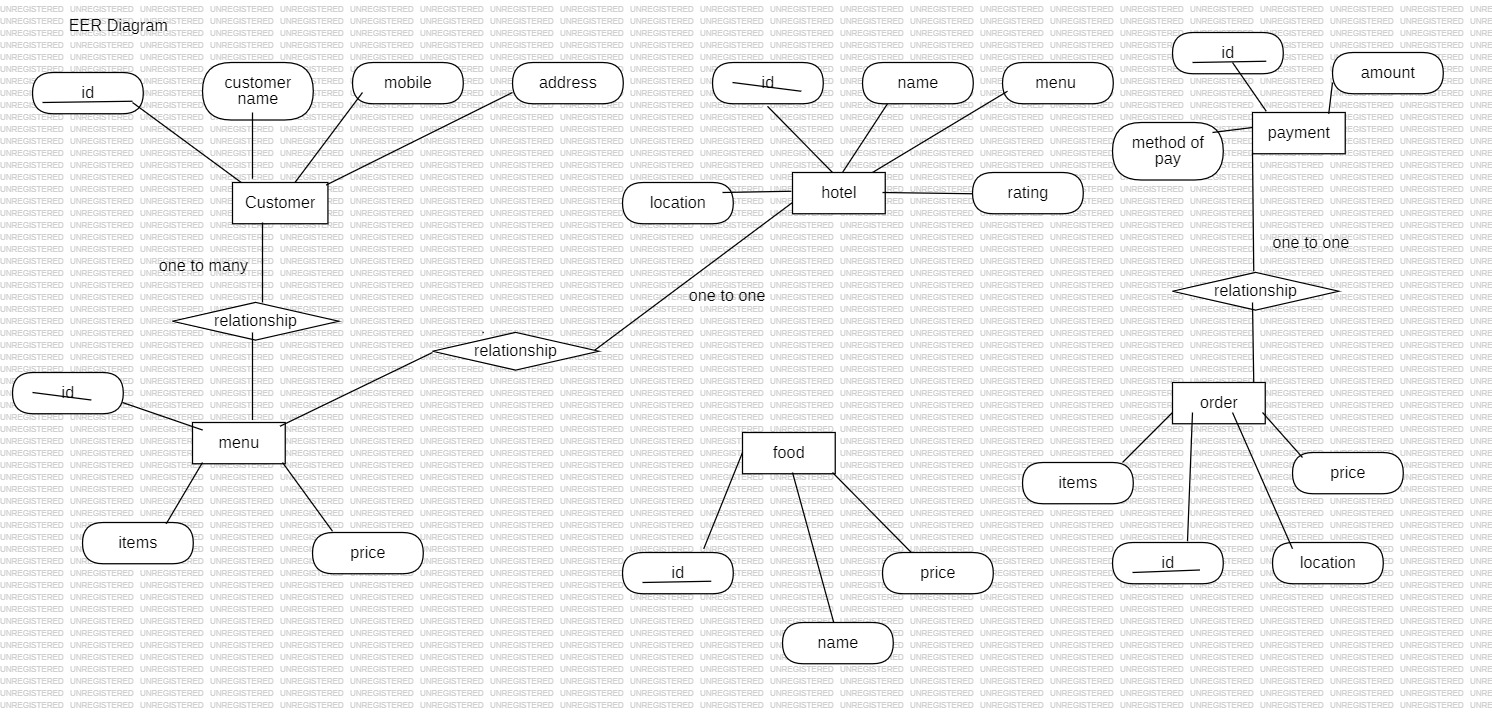 EER Diagram
id
customer
name
mobile
address
Customer
one to many
relationship
id
menu
items
price
relationship
one to one
id
name
menu
location
hotel
rating
food
id
name
price
id
amount
method of
pay
payment
one to one
relationship
order
items
price
id
location
UNREGISTERED